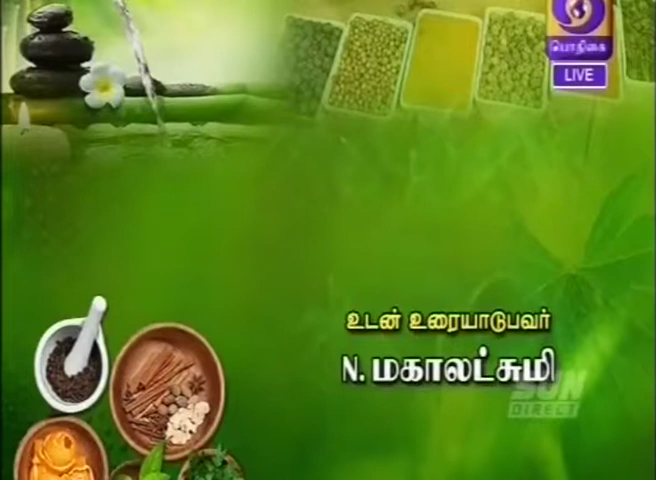 பொதிகை
LIVE
உடன் உரையாடுபவர்
N. மகாலட்சுமி
SUN
DIRECT